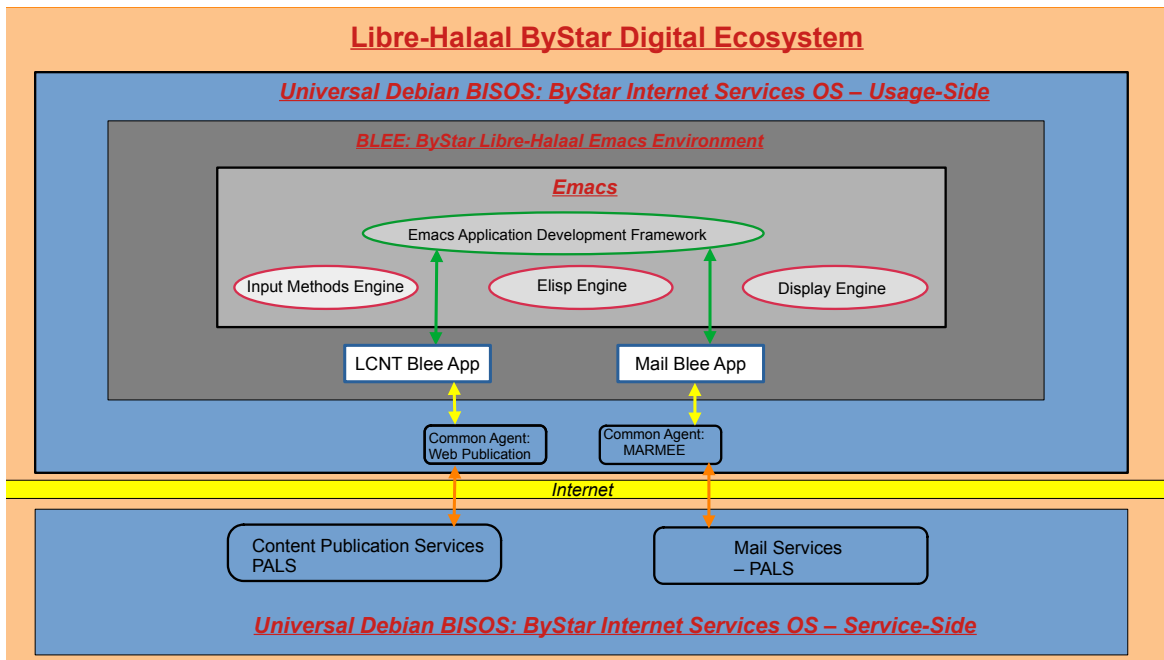 Libre-Halaal ByStar Digital Ecosystem
Universal Debian BISOS: ByStar Internet Services OS – Usage-Side
BLEE: ByStar Libre-Halaal Emacs Environment
Emacs
Emacs Application Development Framework
Input Methods Engine
Elisp Engine
Display Engine
LCNT Blee App
Mail Blee App
Common Agent:
Web Publication
Common Agent:
MARMEE
Internet
Content Publication Services
PALS
Mail Services
– PALS
Universal Debian BISOS: ByStar Internet Services OS – Service-Side